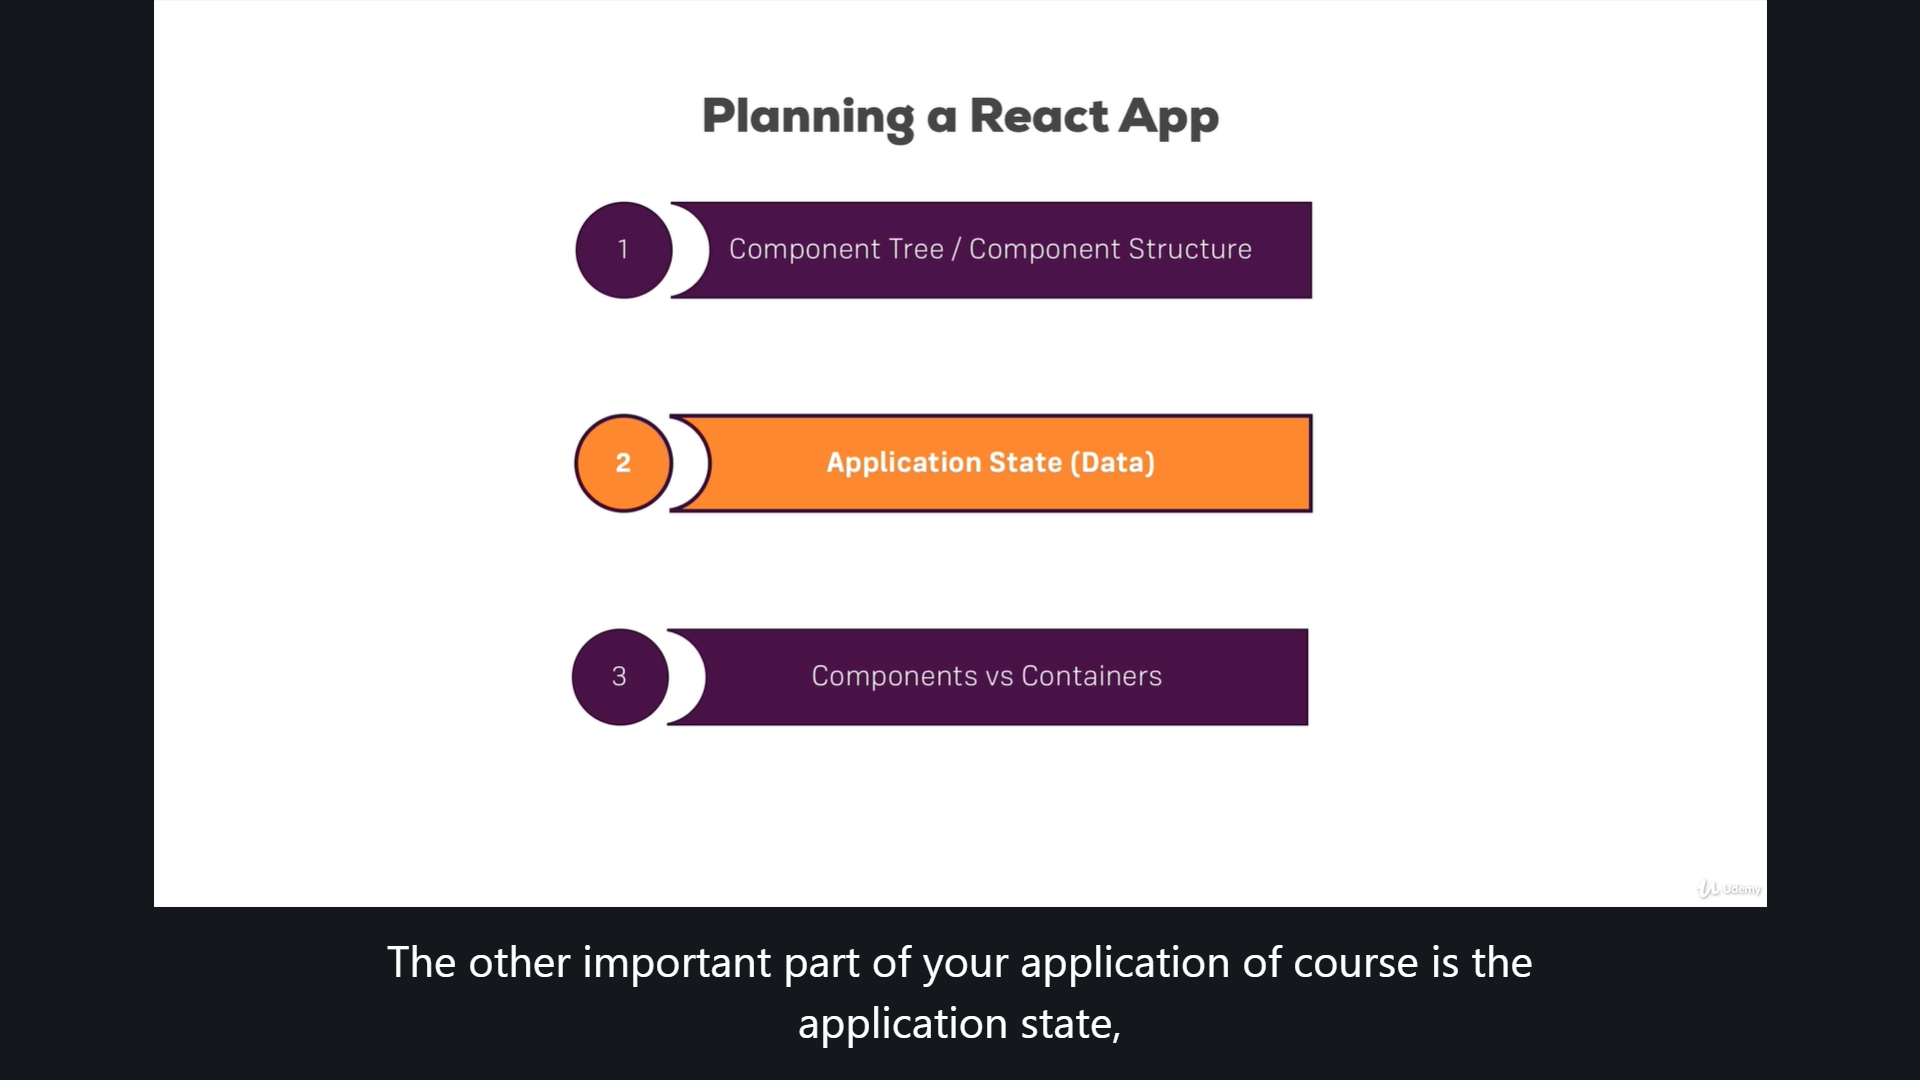 Planning a React App
1
Component Tree / Component Structure
2
Application State (Data)
3
Components vs Containers
Udemy
The other important part of your application of course is the
application state,